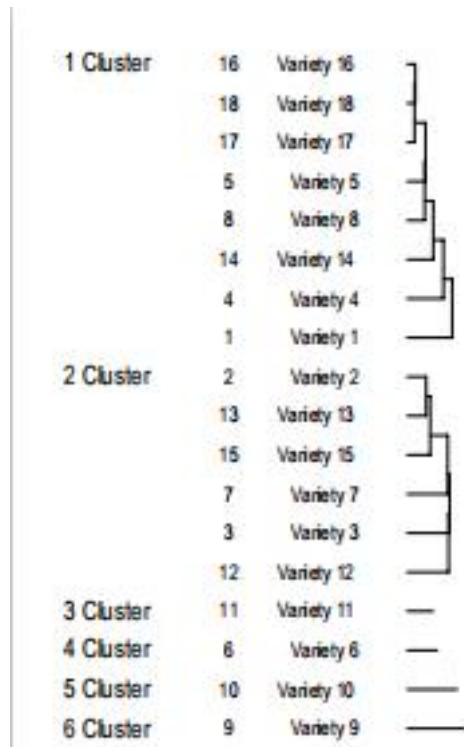 1 Cluster 16 Variety 16
18 Variety 18
17 Variety 17
5 Variety 5
8 Variety 8
14 Variety 14
4 Variety 4
1 Variety 1
2 Cluster 2 Variety 2
13 Variety 13
15 Variety 15
7 Variety 7
3 Variety 3
12 Variety 12
3 Cluster 11 Variety 11
4 Cluster 6 Variety 6
5 Cluster 10 Variety 10
6 Cluster 9 Variety 9